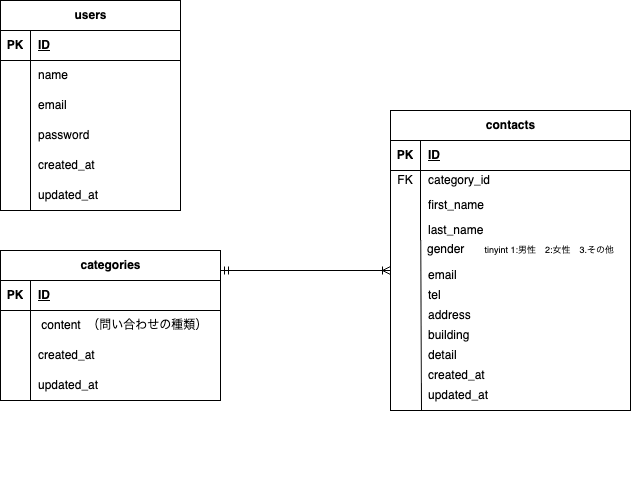 users
PK ID
name
email
password
created_at
updated_at
categories
PK ID
content （問い合わせの種類）
created_at
updated_at
contacts
PK ID
FK category_id
first_name
last_name
gender tinyint 1:男性 2:女性 3.その他
email
tel
address
building
detail
created_at
updated_at